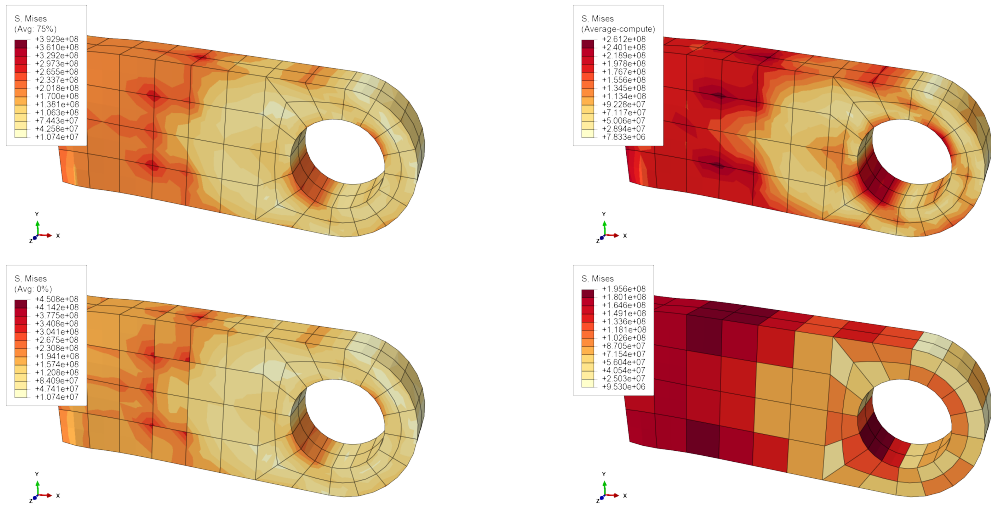 S. Mises
(Avg: 75%)
+3.929e+08
+3.610e+08
+3.292e+08
+2.973e+08
+2.655e+08
+2.337e+08
+2.018e+08
+1.700e+08
+1.381e+08
+1.063e+08
+7.443e+07
+4.258e+07
+1.074e+07
Y
Z
X
S. Mises
(Average-compute)
+2.612e+08
+2.401e+08
+2.189e+08
+1.978e+08
+1.767e+08
+1.556e+08
+1.345e+08
+1.134e+08
+9.228e+07
+7.117e+07
+5.006e+07
+2.894e+07
+7.833e+06
Y
Z
X
S. Mises
(Avg: 0%)
+4.508e+08
+4.142e+08
+3.775e+08
+3.408e+08
+3.041e+08
+2.675e+08
+2.308e+08
+1.941e+08
+1.574e+08
+1.208e+08
+8.409e+07
+4.741e+07
+1.074e+07
Y
Z
X
S. Mises
+1.956e+08
+1.801e+08
+1.646e+08
+1.491e+08
+1.336e+08
+1.181e+08
+1.026e+08
+8.705e+07
+7.154e+07
+5.604e+07
+4.054e+07
+2.503e+07
+9.530e+06
Y
Z
X